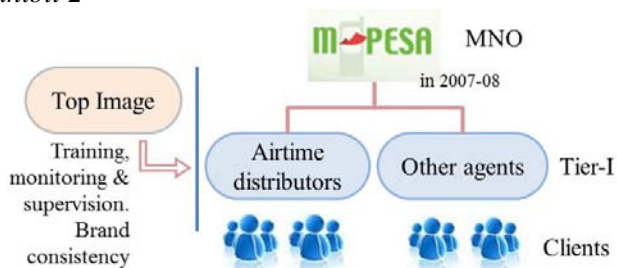 M-PESA MNO
in 2007-08
Top Image
Training,
monitoring &
supervision.
Brand
consistency
Airtime
distributors
Other agents
Tier-I
Clients